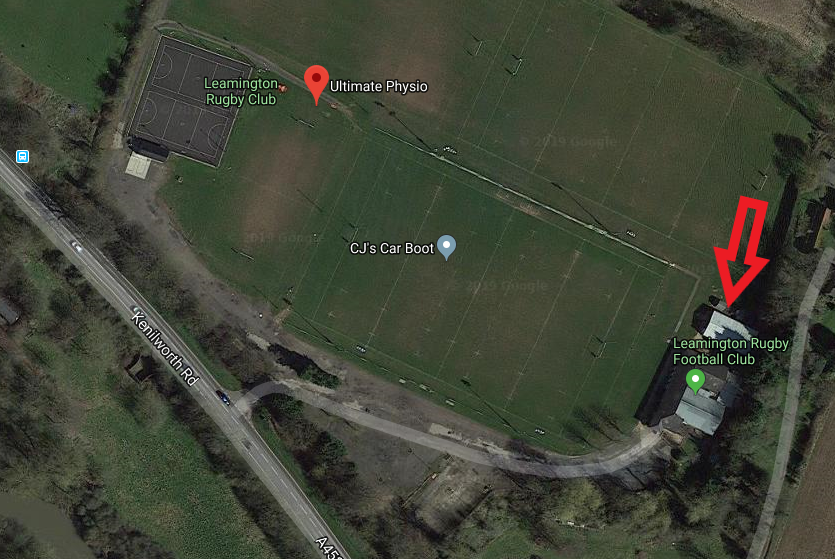 Leamington
Rugby Club
Ultimate Physio
© 2019 Google
CJ's Car Boot
2019 Google
© 2019 Google
Leamington Rugby
Football Club
Kenilworth Rd